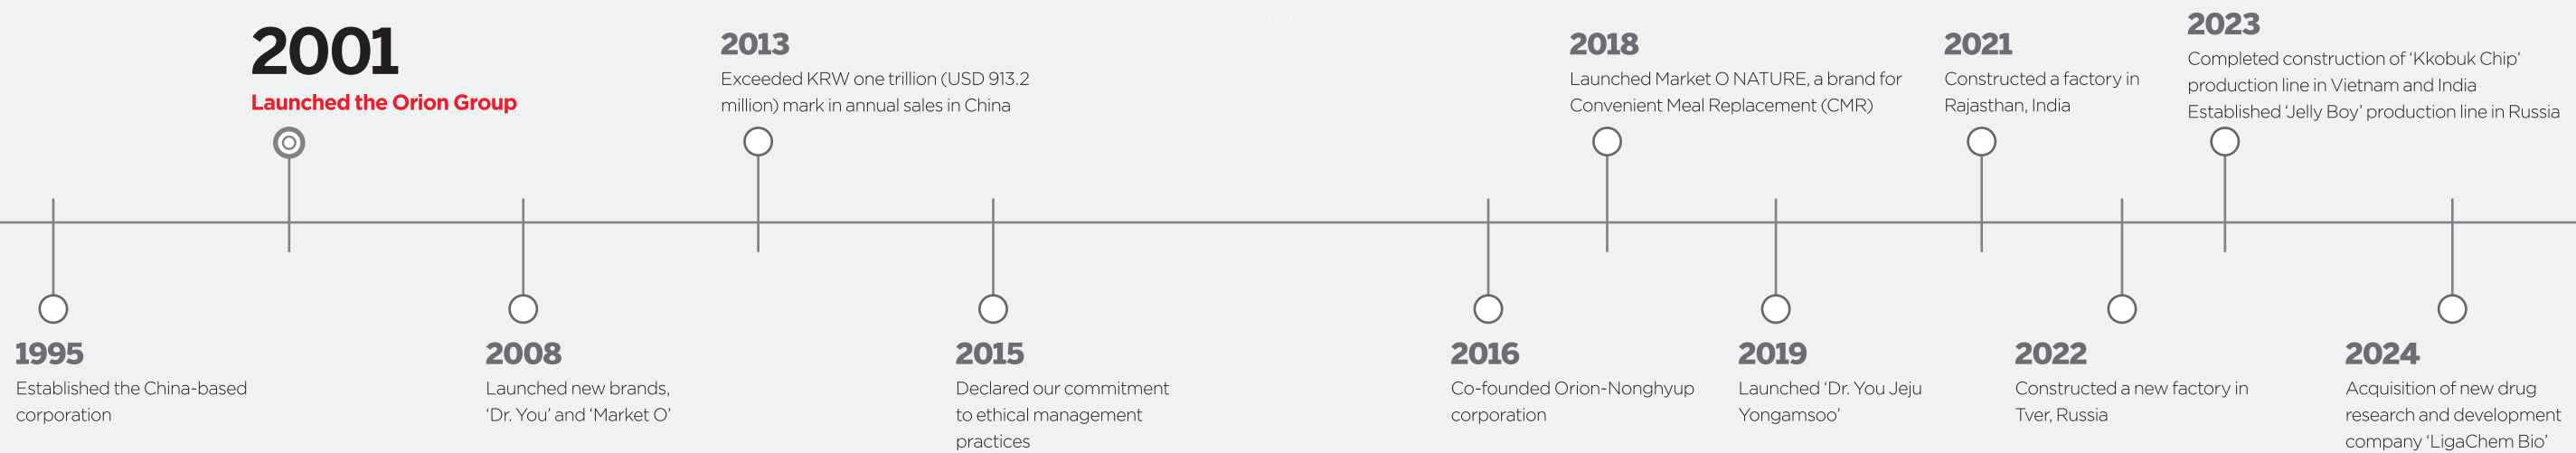 2001
Launched the Orion Group
2013
Exceeded KRW one trillion (USD 913.2
million) mark in annual sales in China
2018
Launched Market O NATURE, a brand for
Convenient Meal Replacement (CMR)
2021
Constructed a factory in
Rajasthan, India
2023
Completed construction of ‘Kkobuk Chip’
production line in Vietnam and India
Established ‘Jelly Boy’ production line in Russia
1995
Established the China-based
corporation
2008
Launched new brands,
‘Dr. You’ and ‘Market O’
2015
Declared our commitment
to ethical management
practices
2016
Co-founded Orion-Nonghyup
corporation
2019
Launched ‘Dr. You Jeju
Yongamsoo’
2022
Constructed a new factory in
Tver, Russia
2024
Acquisition of new drug
research and development
company ‘LigaChem Bio’